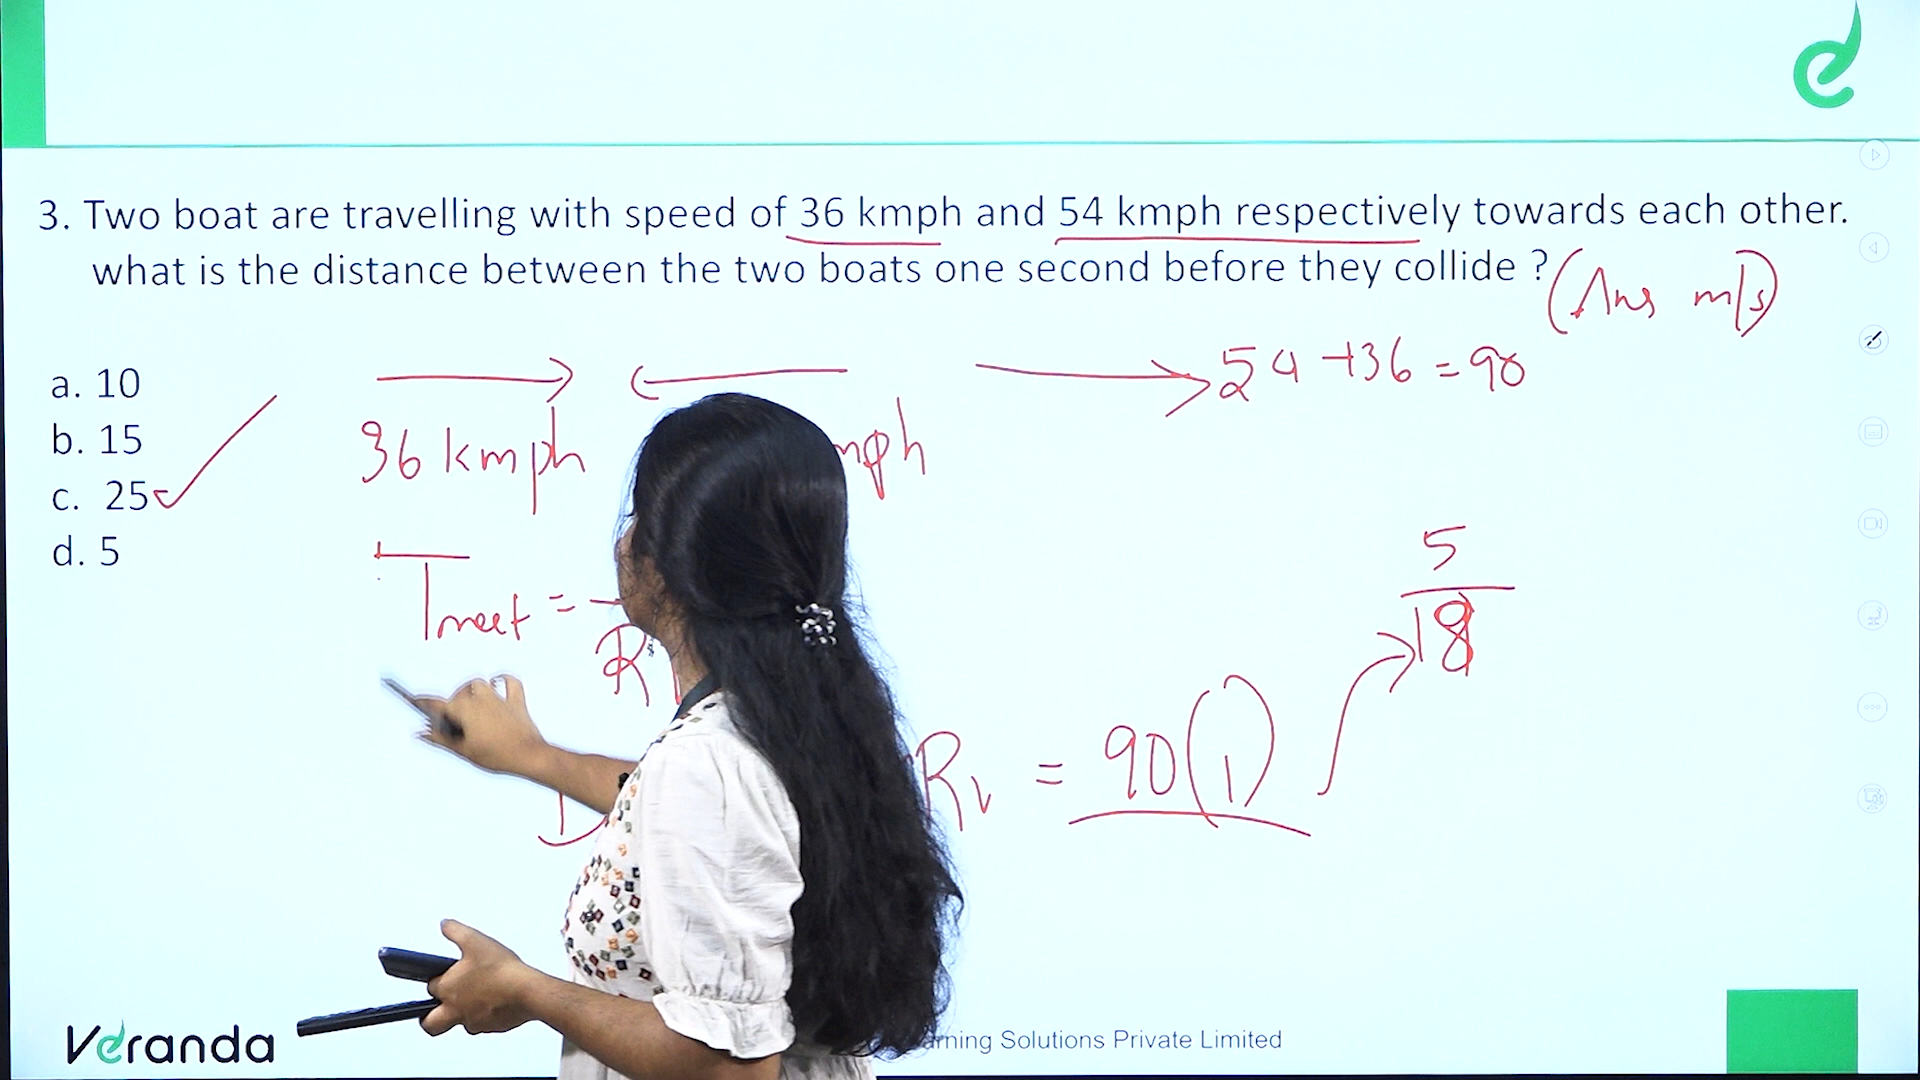 3. Two boat are travelling with speed of 36 kmph and 54 kmph respectively towards each other.
what is the distance between the two boats one second before they collide ?
(Ans m/s)
a. 10
b. 15
c. 25
d. 5
54 + 36 = 90
36 kmph
mph
Tmeet =
R
5
18
D
Rv = 90(1)
Veranda
rning Solutions Private Limited